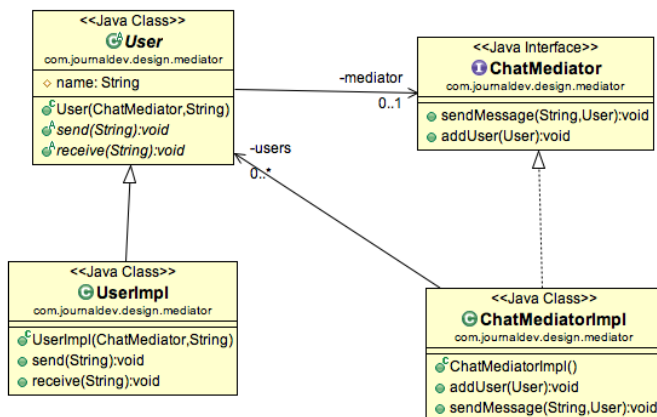 <<Java Class>>
User
com.journaldev.design.mediator
name: String
User(ChatMediator,String)
send(String):void
receive(String):void
-mediator
0..1
<<Java Interface>>
ChatMediator
com.journaldev.design.mediator
sendMessage(String,User):void
addUser(User):void
-users
0..*
<<Java Class>>
UserImpl
com.journaldev.design.mediator
UserImpl(ChatMediator,String)
send(String):void
receive(String):void
<<Java Class>>
ChatMediatorImpl
com.journaldev.design.mediator
ChatMediatorImpl()
addUser(User):void
sendMessage(String,User):void